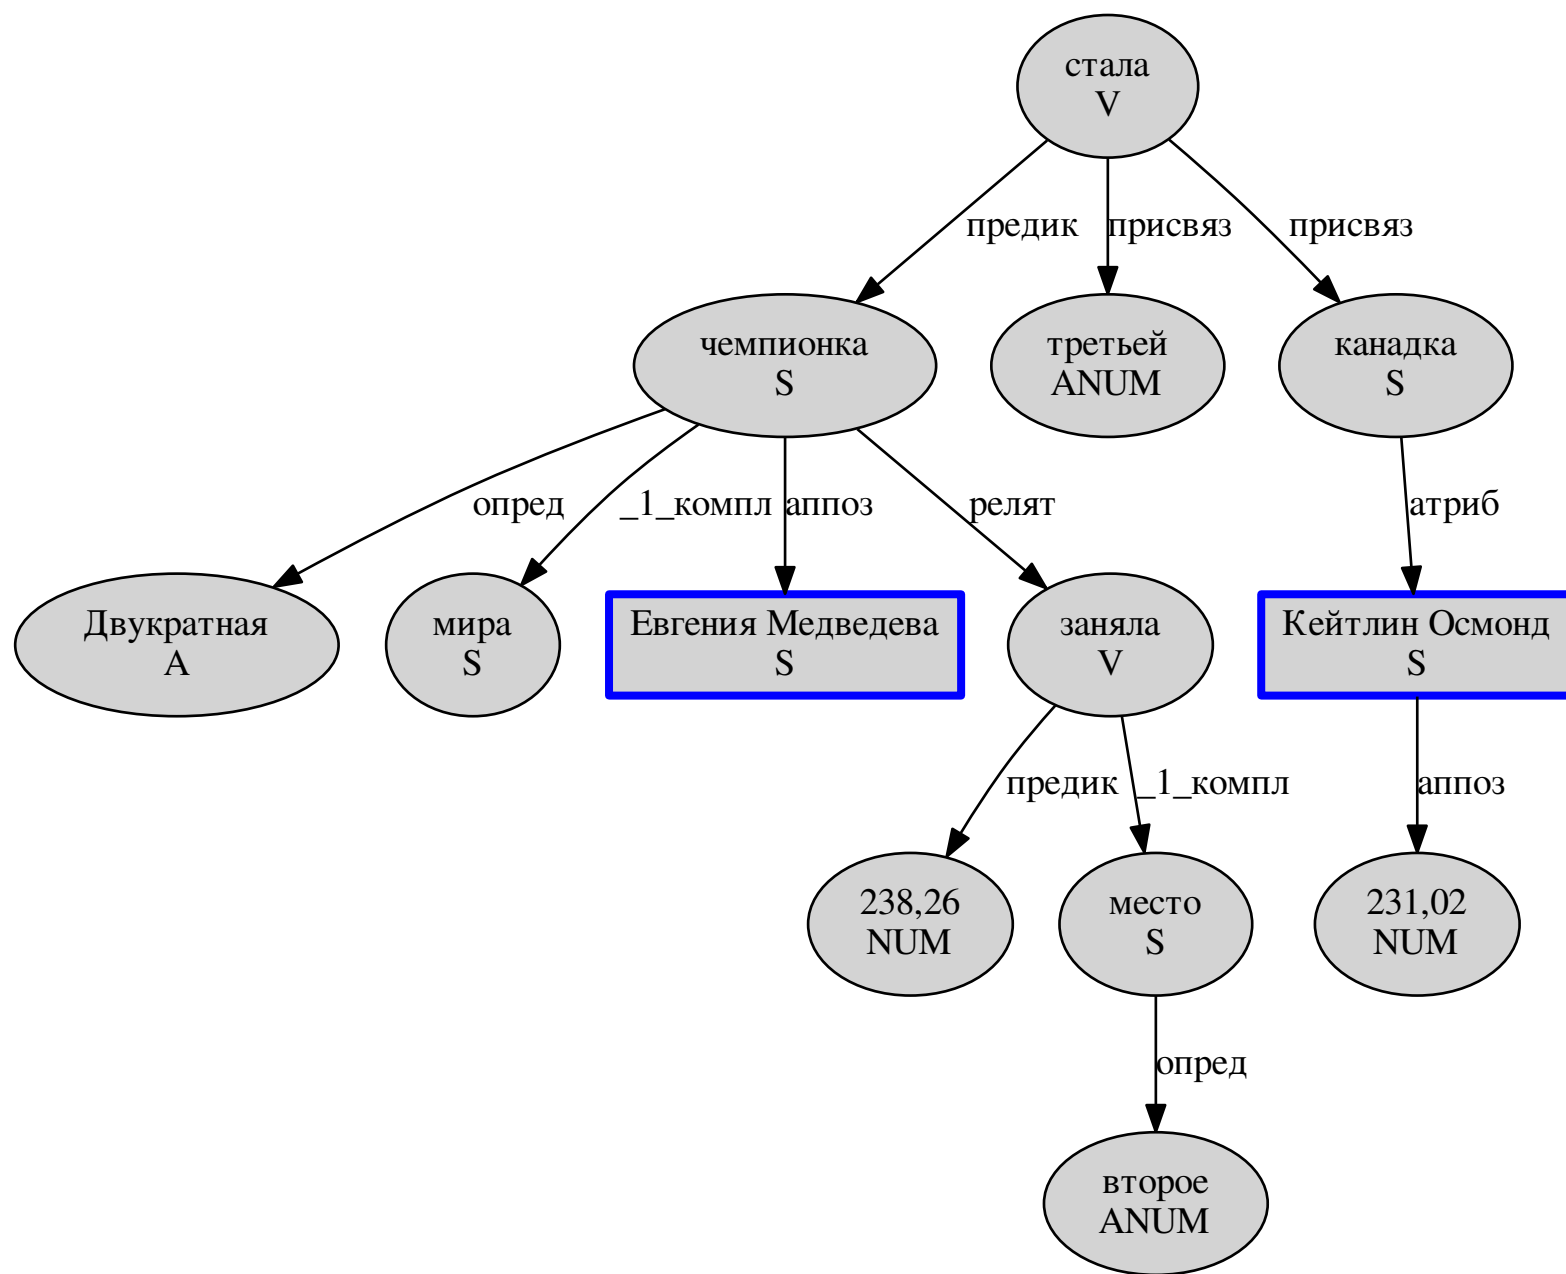 стала
V
предик
присвяз
присвяз
чемпионка
S
третьей
ANUM
канадка
S
опред
_1_компл
аппоз
релят
атриб
Двукратная
A
мира
S
Евгения Медведева
S
заняла
V
Кейтлин Осмонд
S
предик
_1_компл
аппоз
238,26
NUM
место
S
231,02
NUM
опред
второе
ANUM